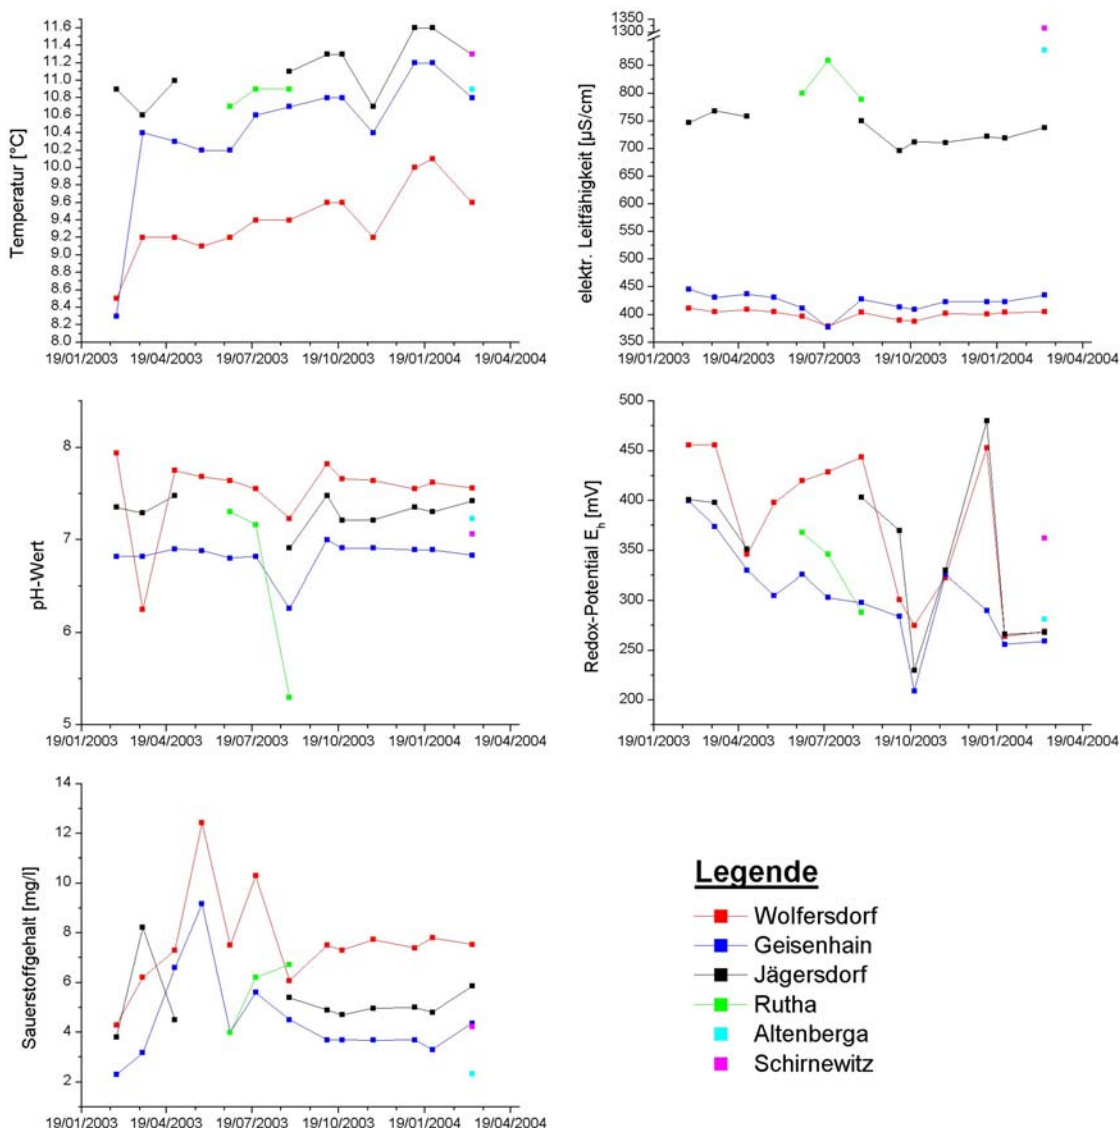 Temperatur [°C]
11.6
11.4
11.2
11.0
10.8
10.6
10.4
10.2
10.0
9.8
9.6
9.4
9.2
9.0
8.8
8.6
8.4
8.2
8.0
19/01/2003 19/04/2003 19/07/2003 19/10/2003 19/01/2004 19/04/2004
elektr. Leitfähigkeit [µS/cm]
1350
1300
850
800
750
700
650
600
550
500
450
400
350
19/01/2003 19/04/2003 19/07/2003 19/10/2003 19/01/2004 19/04/2004
pH-Wert
8
7
6
5
19/01/2003 19/04/2003 19/07/2003 19/10/2003 19/01/2004 19/04/2004
Redox-Potential Eh [mV]
500
450
400
350
300
250
200
19/01/2003 19/04/2003 19/07/2003 19/10/2003 19/01/2004 19/04/2004
Sauerstoffgehalt [mg/l]
14
12
10
8
6
4
2
19/01/2003 19/04/2003 19/07/2003 19/10/2003 19/01/2004 19/04/2004
Legende
Wolfersdorf
Geisenhain
Jägersdorf
Rutha
Altenberga
Schirnewitz